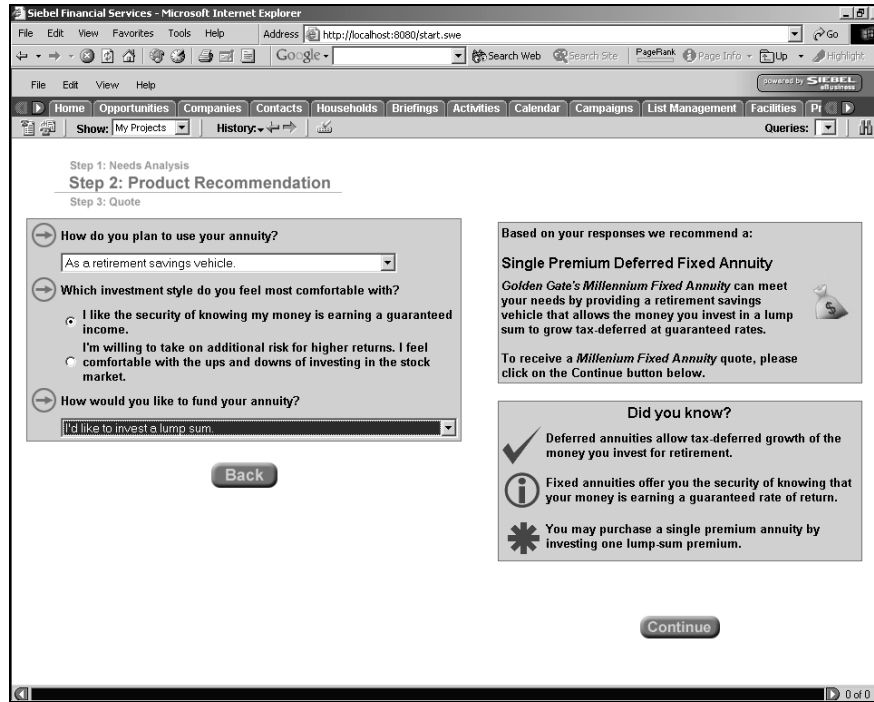 Siebel Financial Services - Microsoft Internet Explorer
File Edit View Favorites Tools Help Address http://localhost:8080/start.swe Go
Google Search Web Search Site PageRank Page Info Up Highlight
File Edit View Help powered by SIEBEL eBusiness
Home Opportunities Companies Contacts Households Briefings Activities Calendar Campaigns List Management Facilities
Show: My Projects History: Queries:
Step 1: Needs Analysis
Step 2: Product Recommendation
Step 3: Quote
How do you plan to use your annuity?
As a retirement savings vehicle.
Which investment style do you feel most comfortable with?
I like the security of knowing my money is earning a guaranteed
income.
I'm willing to take on additional risk for higher returns. I feel
comfortable with the ups and downs of investing in the stock
market.
How would you like to fund your annuity?
I'd like to invest a lump sum.
Back
Based on your responses we recommend a:
Single Premium Deferred Fixed Annuity
Golden Gate's Millennium Fixed Annuity can meet
your needs by providing a retirement savings
vehicle that allows the money you invest in a lump
sum to grow tax-deferred at guaranteed rates.
To receive a Millenium Fixed Annuity quote, please
click on the Continue button below.
Did you know?
Deferred annuities allow tax-deferred growth of the
money you invest for retirement.
Fixed annuities offer you the security of knowing that
your money is earning a guaranteed rate of return.
You may purchase a single premium annuity by
investing one lump-sum premium.
Continue
0 of 0